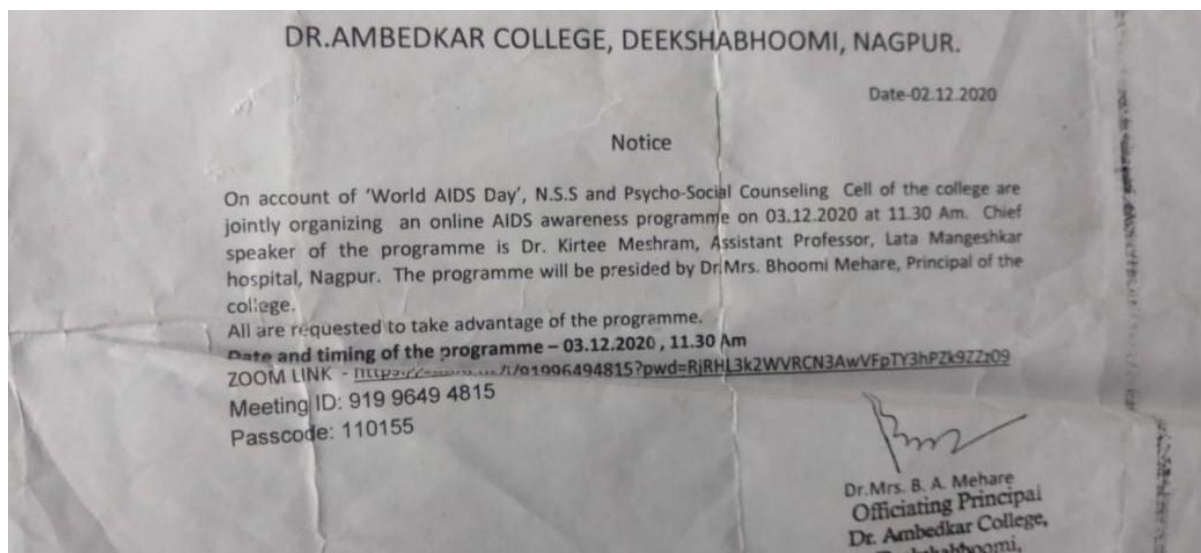 DR.AMBEDKAR COLLEGE, DEEKSHABHOOMI, NAGPUR.
Date-02.12.2020
Notice
On account of 'World AIDS Day', N.S.S and Psycho-Social Counseling Cell of the college are
jointly organizing an online AIDS awareness programme on 03.12.2020 at 11.30 Am. Chief
speaker of the programme is Dr. Kirtee Meshram, Assistant Professor, Lata Mangeshkar
hospital, Nagpur. The programme will be presided by Dr.Mrs. Bhoomi Mehare, Principal of the
college.
All are requested to take advantage of the programme.
Date and timing of the programme – 03.12.2020 , 11.30 Am
ZOOM LINK -
Meeting ID: 919 9649 4815
Passcode: 110155
Dr.Mrs. B. A. Mehare
Officiating Principal
Dr. Ambedkar College,